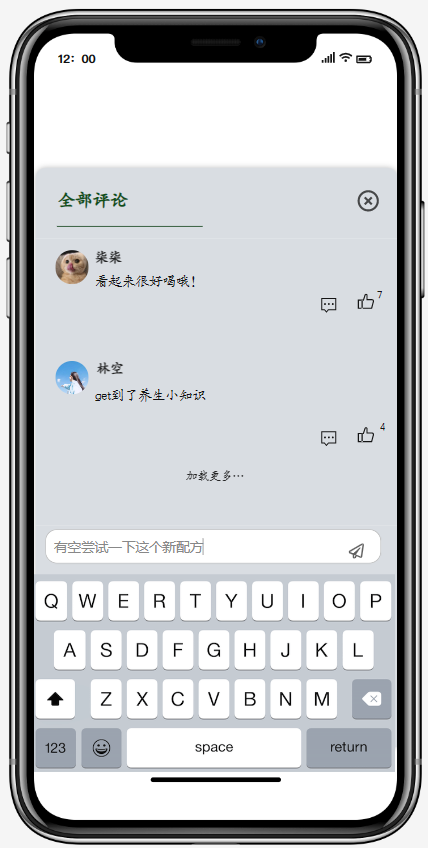 12：00
全部评论
柒柒
看起来很好喝哦！
7
林空
get到了养生小知识
4
加载更多…
有空尝试一下这个新配方
Q W E R T Y U I O P
A S D F G H J K L
Z X C V B N M
123 space return